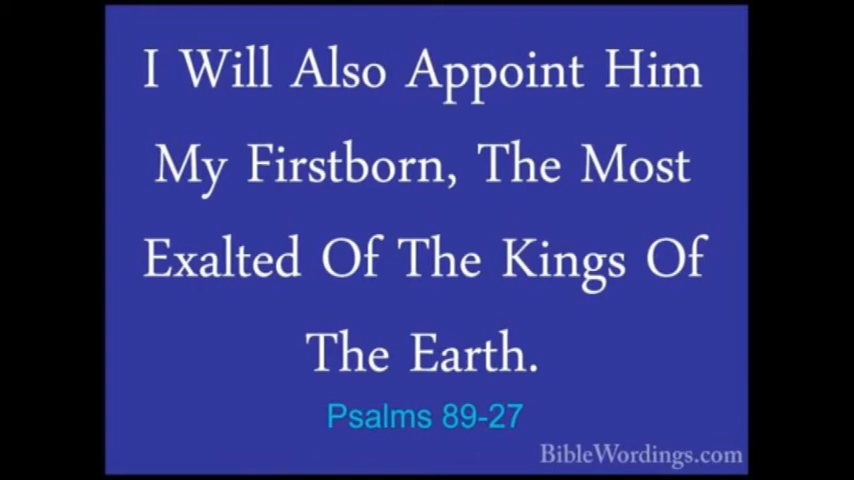 I Will Also Appoint Him
My Firstborn, The Most
Exalted Of The Kings Of
The Earth.
Psalms 89-27
BibleWordings.com